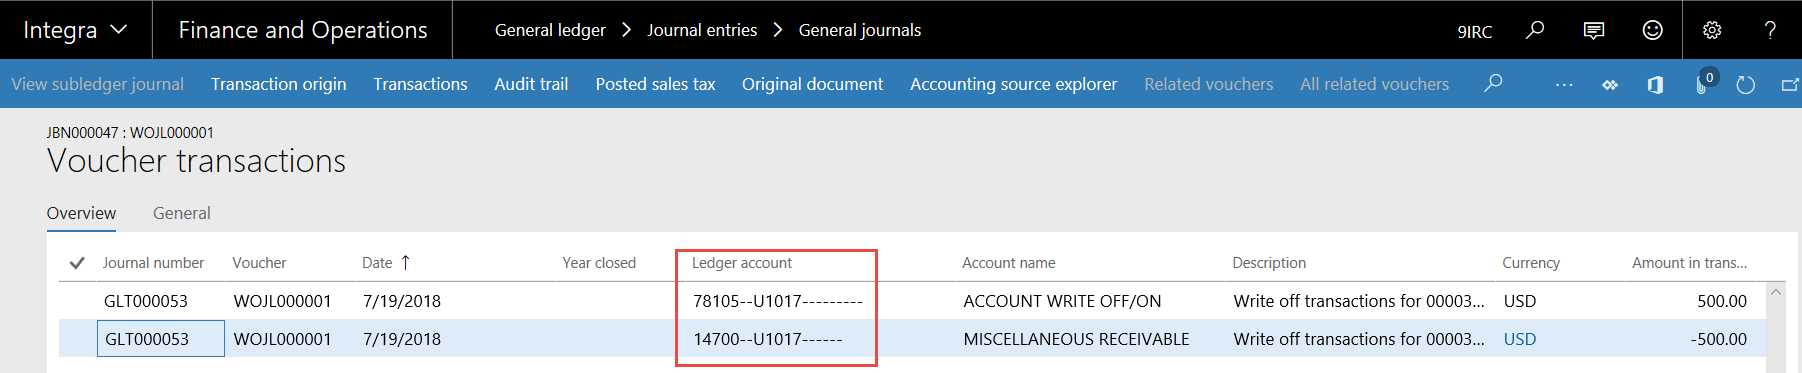 Integra Finance and Operations General ledger > Journal entries > General journals 9IRC ?
View subledger journal Transaction origin Transactions Audit trail Posted sales tax Original document Accounting source explorer Related vouchers All related vouchers ... 0
JBN000047 : WOJL000001
Voucher transactions
Overview General
Journal number Voucher Date ↑ Year closed Ledger account Account name Description Currency Amount in trans...
GLT000053 WOJL000001 7/19/2018 78105--U1017--------- ACCOUNT WRITE OFF/ON Write off transactions for 00003... USD 500.00
GLT000053 WOJL000001 7/19/2018 14700--U1017------ MISCELLANEOUS RECEIVABLE Write off transactions for 00003... USD -500.00